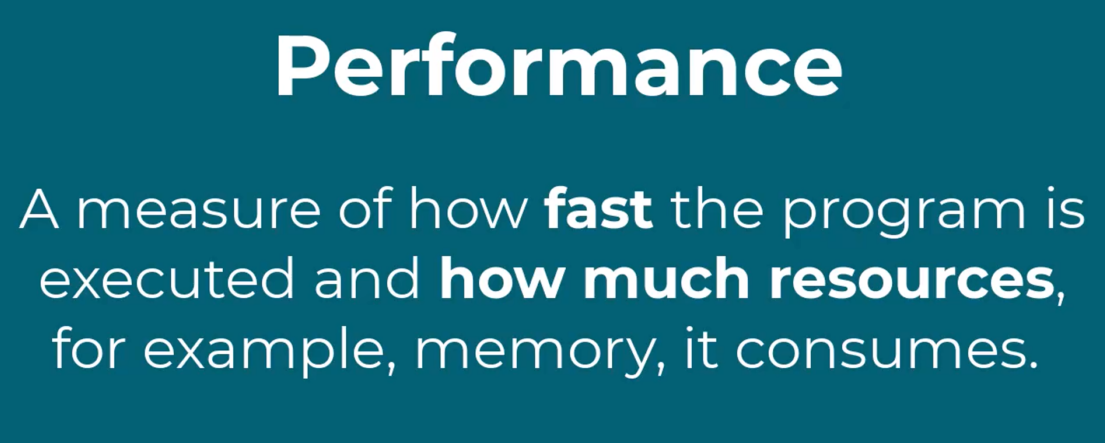 Performance
A measure of how fast the program is
executed and how much resources,
for example, memory, it consumes.